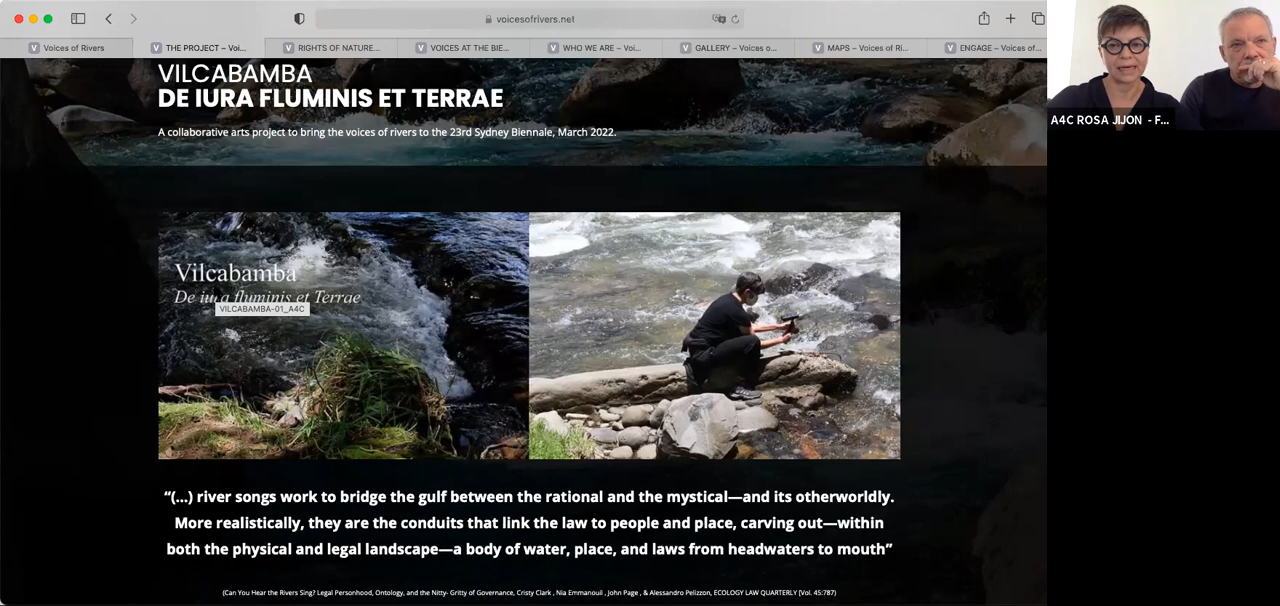 voicesofrivers.net
Voices of Rivers
THE PROJECT – Voi...
RIGHTS OF NATURE...
VOICES AT THE BIE...
WHO WE ARE – Voi...
GALLERY – Voices o...
MAPS – Voices of Ri...
ENGAGE – Voices of...
VILCABAMBA
DE IURA FLUMINIS ET TERRAE
A collaborative arts project to bring the voices of rivers to the 23rd Sydney Biennale, March 2022.
A4C ROSA JIJON - F...
Vilcabamba
De iura fluminis et Terrae
VILCABAMBA-01_A4C
“(...) river songs work to bridge the gulf between the rational and the mystical—and its otherworldly.
More realistically, they are the conduits that link the law to people and place, carving out—within
both the physical and legal landscape—a body of water, place, and laws from headwaters to mouth”
(Can You Hear the Rivers Sing? Legal Personhood, Ontology, and the Nitty- Gritty of Governance, Cristy Clark , Nia Emmanouil , John Page , & Alessandro Pelizzon, ECOLOGY LAW QUARTERLY [Vol. 45:787)